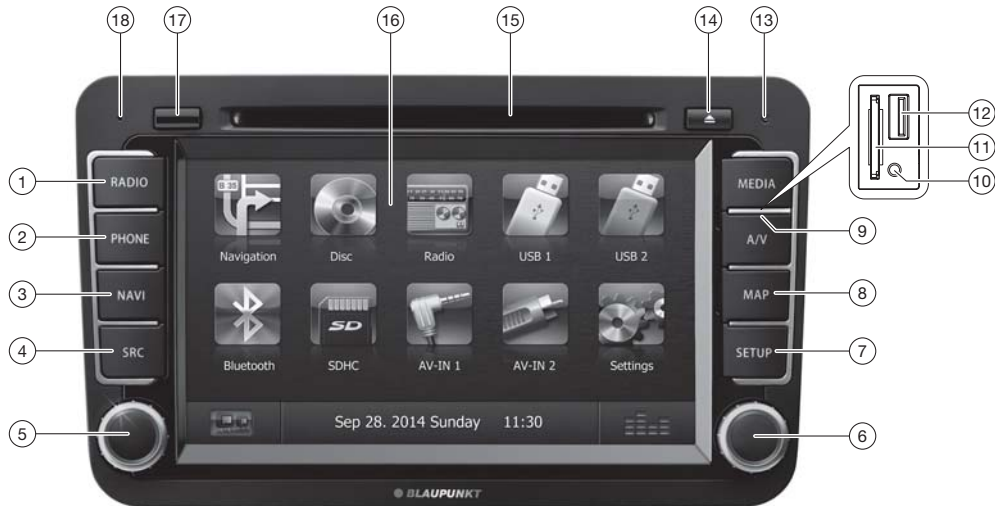 18 17 16 15 14 13
12
11
10
1 RADIO
2 PHONE
3 NAVI
4 SRC
5
MEDIA
A/V 9
MAP 8
SETUP 7
6
B 35
Navigation Disc Radio USB 1 USB 2
SD
Bluetooth SDHC AV-IN 1 AV-IN 2 Settings
Sep 28. 2014 Sunday 11:30
BLAUPUNKT